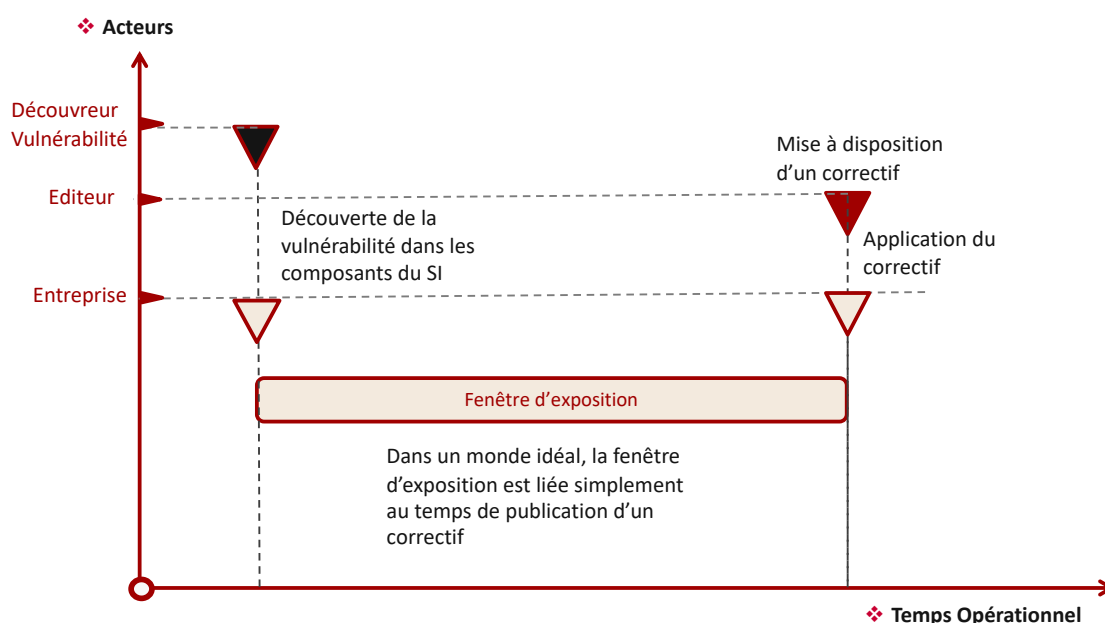 ❖ Acteurs
Découvreur
Vulnérabilité
Mise à disposition
d'un correctif
Editeur
Découverte de la
vulnérabilité dans les
composants du SI
Application du
correctif
Entreprise
Fenêtre d'exposition
Dans un monde idéal, la fenêtre
d'exposition est liée simplement
au temps de publication d'un
correctif
❖ Temps Opérationnel